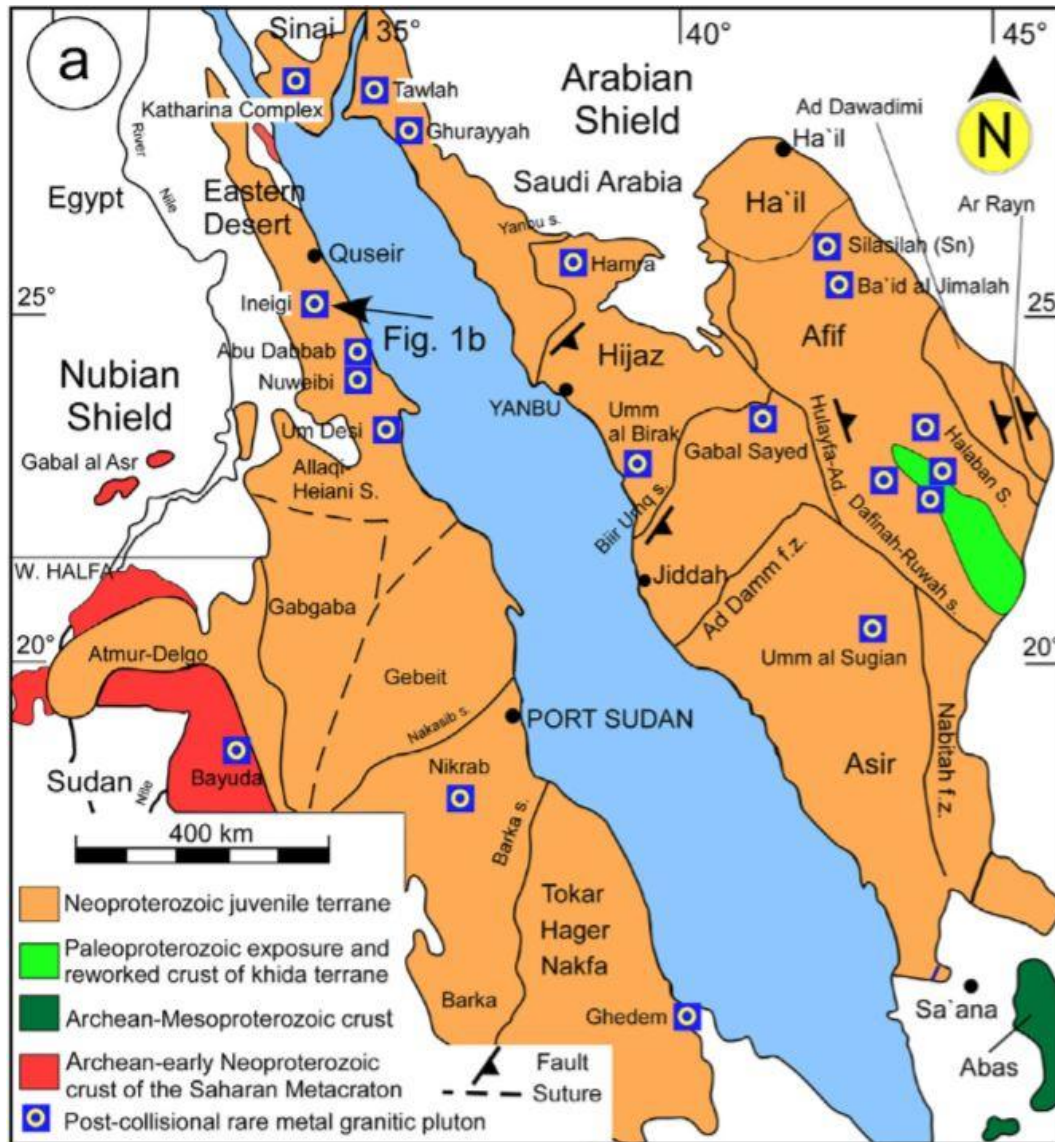 a
Sinai
35°
40°
45°
Katharina Complex
Tawlah
Ghurayyah
Arabian
Shield
Saudi Arabia
Ad Dawadimi
Ha`il
N
River
Nile
Egypt
Eastern
Desert
Quseir
Yanbu s.
Hamra
Ha`il
Ar Rayn
Silasilah (Sn)
Ba'id al Jimalah
25°
25°
Ineigi
Fig. 1b
Abu Dabbab
Nuweibi
Hijaz
Afif
Nubian
Shield
YANBU
Umm
al Birak
Gabal Sayed
Hulayfa-Ad.
Dafinah-Ruwah s.
Halaban S.
Um Desi
Gabal al Asr
Allaqi-
Heiani S.
Biir Umq s.
Jiddah
Ad Damm f.z.
W. HALFA
Gabgaba
20°
20°
Atmur-Delgo
Gebeit
Umm al Sugian
Nakasib s.
PORT SUDAN
Nabitah f.z.
Asir
Sudan
Nile
Bayuda
Nikrab
Barka s.
400 km
Tokar
Hager
Nakfa
Barka
Ghedem
Sa`ana
Abas
Neoproterozoic juvenile terrane
Paleoproterozoic exposure and
reworked crust of khida terrane
Archean-Mesoproterozoic crust
Archean-early Neoproterozoic
crust of the Saharan Metacraton
Post-collisional rare metal granitic pluton
Fault
Suture